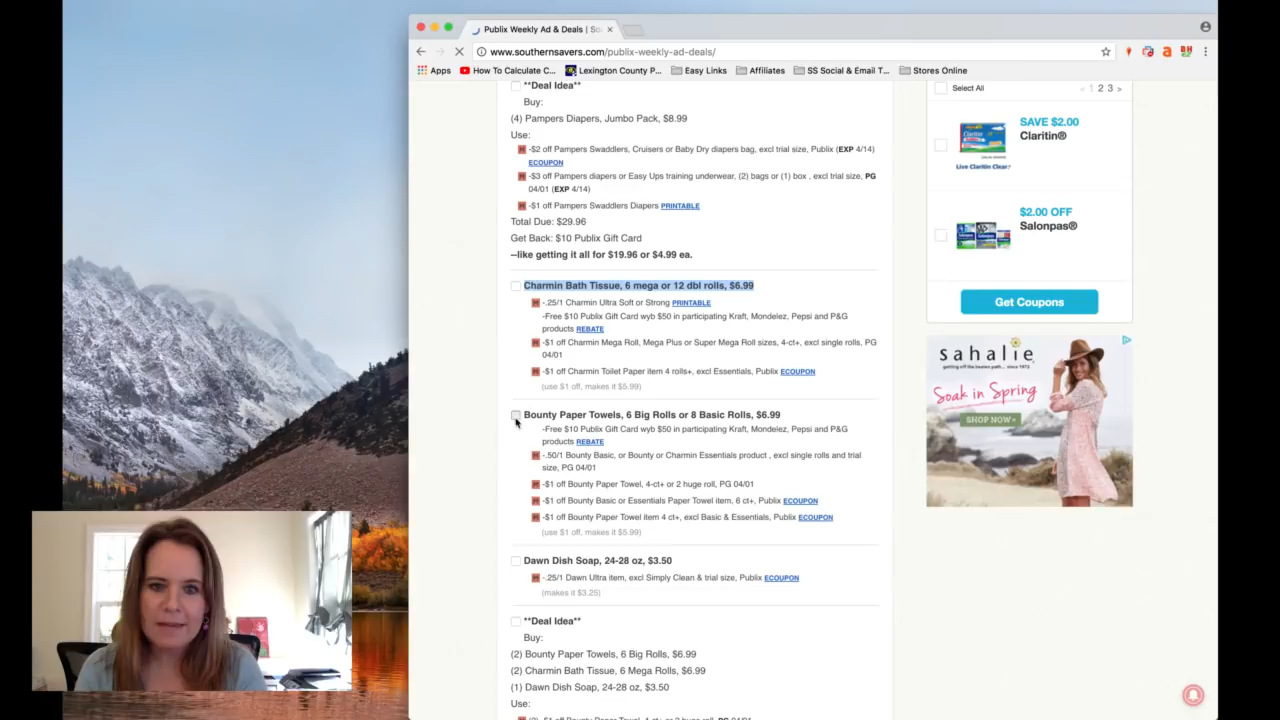 Publix Weekly Ad & Deals | So
www.southernsavers.com/publix-weekly-ad-deals/
Apps
How To Calculate C...
Lexington County P...
Easy Links
Affiliates
SS Social & Email T...
Stores Online
**Deal Idea**
Buy:
(4) Pampers Diapers, Jumbo Pack, $8.99
Use:
-$2 off Pampers Swaddlers, Cruisers or Baby Dry diapers bag, excl trial size, Publix (EXP 4/14)
ECOUPON
-$3 off Pampers diapers or Easy Ups training underwear, (2) bags or (1) box , excl trial size, PG
04/01 (EXP 4/14)
-$1 off Pampers Swaddlers Diapers PRINTABLE
Total Due: $29.96
Get Back: $10 Publix Gift Card
–like getting it all for $19.96 or $4.99 ea.
Charmin Bath Tissue, 6 mega or 12 dbl rolls, $6.99
-.25/1 Charmin Ultra Soft or Strong PRINTABLE
-Free $10 Publix Gift Card wyb $50 in participating Kraft, Mondelez, Pepsi and P&G
products REBATE
-$1 off Charmin Mega Roll, Mega Plus or Super Mega Roll sizes, 4-ct+, excl single rolls, PG
04/01
-$1 off Charmin Toilet Paper item 4 rolls+, excl Essentials, Publix ECOUPON
(use $1 off, makes it $5.99)
Bounty Paper Towels, 6 Big Rolls or 8 Basic Rolls, $6.99
-Free $10 Publix Gift Card wyb $50 in participating Kraft, Mondelez, Pepsi and P&G
products REBATE
-.50/1 Bounty Basic, or Bounty or Charmin Essentials product , excl single rolls and trial
size, PG 04/01
-$1 off Bounty Paper Towel, 4-ct+ or 2 huge roll, PG 04/01
-$1 off Bounty Basic or Essentials Paper Towel item, 6 ct+, Publix ECOUPON
-$1 off Bounty Paper Towel item 4 ct+, excl Basic & Essentials, Publix ECOUPON
(use $1 off, makes it $5.99)
Dawn Dish Soap, 24-28 oz, $3.50
-.25/1 Dawn Ultra item, excl Simply Clean & trial size, Publix ECOUPON
(makes it $3.25)
**Deal Idea**
Buy:
(2) Bounty Paper Towels, 6 Big Rolls, $6.99
(2) Charmin Bath Tissue, 6 Mega Rolls, $6.99
(1) Dawn Dish Soap, 24-28 oz, $3.50
Use:
Select All
< 1 2 3 >
SAVE $2.00
Claritin®
Claritin
Live Claritin Clear.®
$2.00 OFF
Salonpas®
Get Coupons
sahalie
getting off the beaten path... since 1972
Soak in Spring
SHOP NOW▸